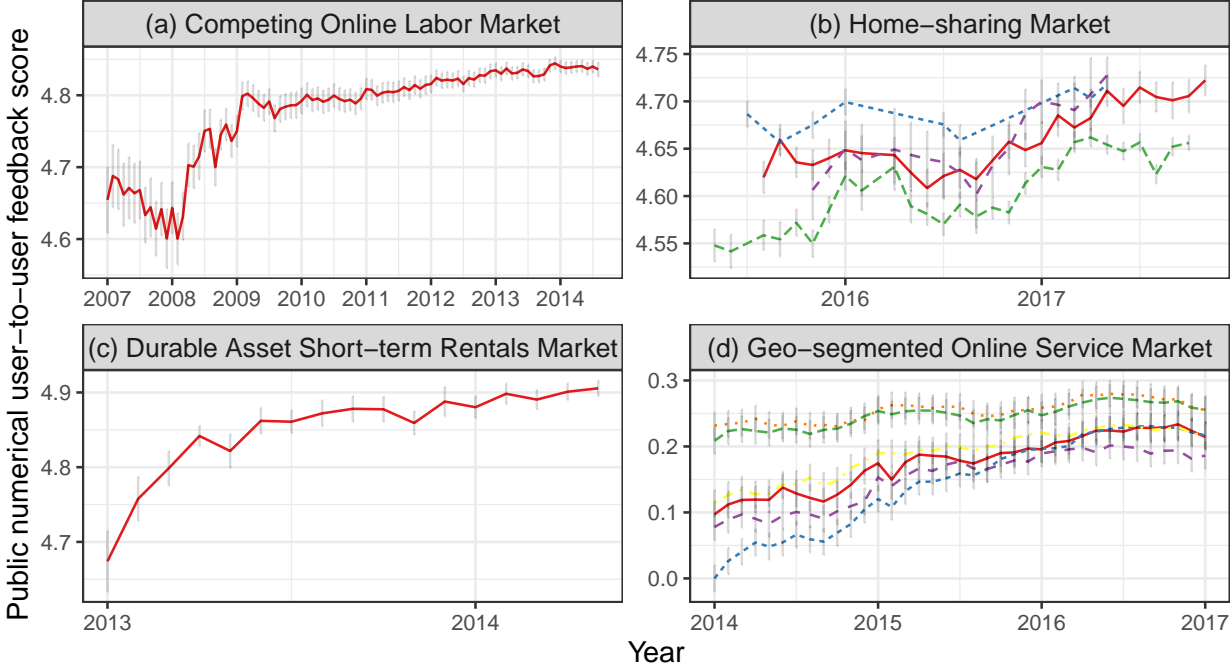 Public numerical user−to−user feedback score
(a) Competing Online Labor Market
4.8
4.7
4.6
2007 2008 2009 2010 2011 2012 2013 2014
(b) Home−sharing Market
4.75
4.70
4.65
4.60
4.55
2016 2017
(c) Durable Asset Short−term Rentals Market
4.9
4.8
4.7
2013 2014
(d) Geo−segmented Online Service Market
0.3
0.2
0.1
0.0
2014 2015 2016 2017
Year